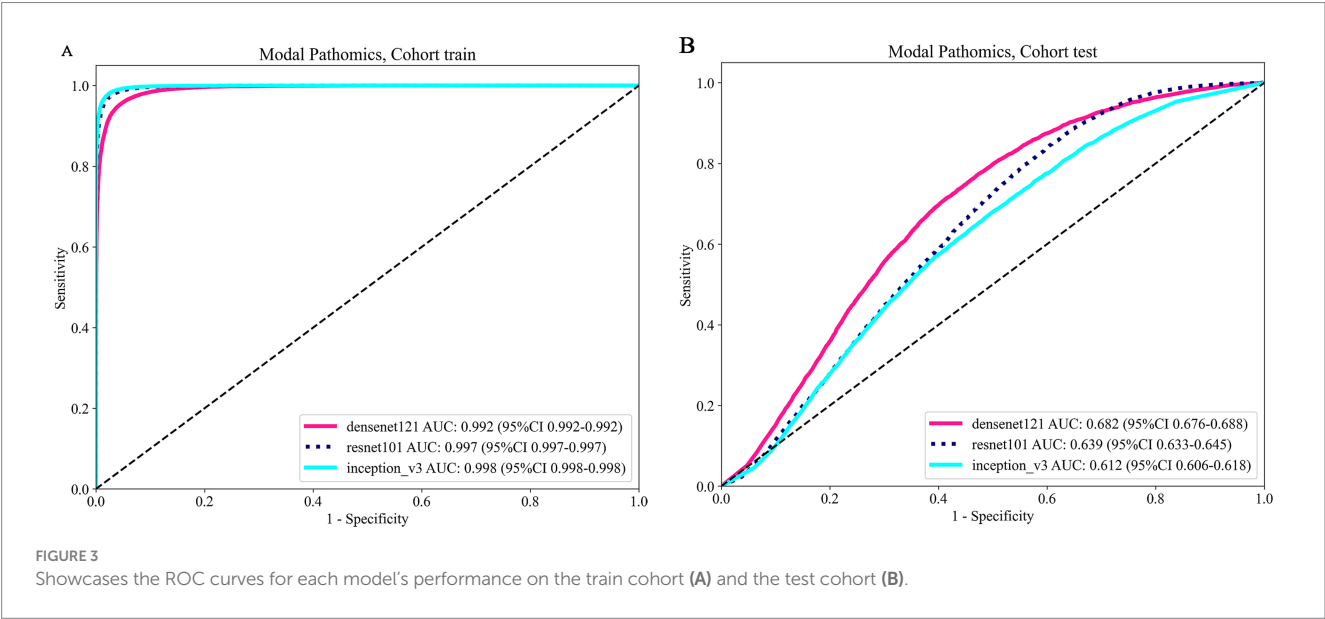 A
Modal Pathomics, Cohort train
1.0
0.8
0.6
0.4
0.2
0.0
Sensitivity
densenet121 AUC: 0.992 (95%CI 0.992-0.992)
resnet101 AUC: 0.997 (95%CI 0.997-0.997)
inception_v3 AUC: 0.998 (95%CI 0.998-0.998)
0.0 0.2 0.4 0.6 0.8 1.0
1 - Specificity
B
Modal Pathomics, Cohort test
1.0
0.8
0.6
0.4
0.2
0.0
Sensitivity
densenet121 AUC: 0.682 (95%CI 0.676-0.688)
resnet101 AUC: 0.639 (95%CI 0.633-0.645)
inception_v3 AUC: 0.612 (95%CI 0.606-0.618)
0.0 0.2 0.4 0.6 0.8 1.0
1 - Specificity
FIGURE 3
Showcases the ROC curves for each model’s performance on the train cohort (A) and the test cohort (B).